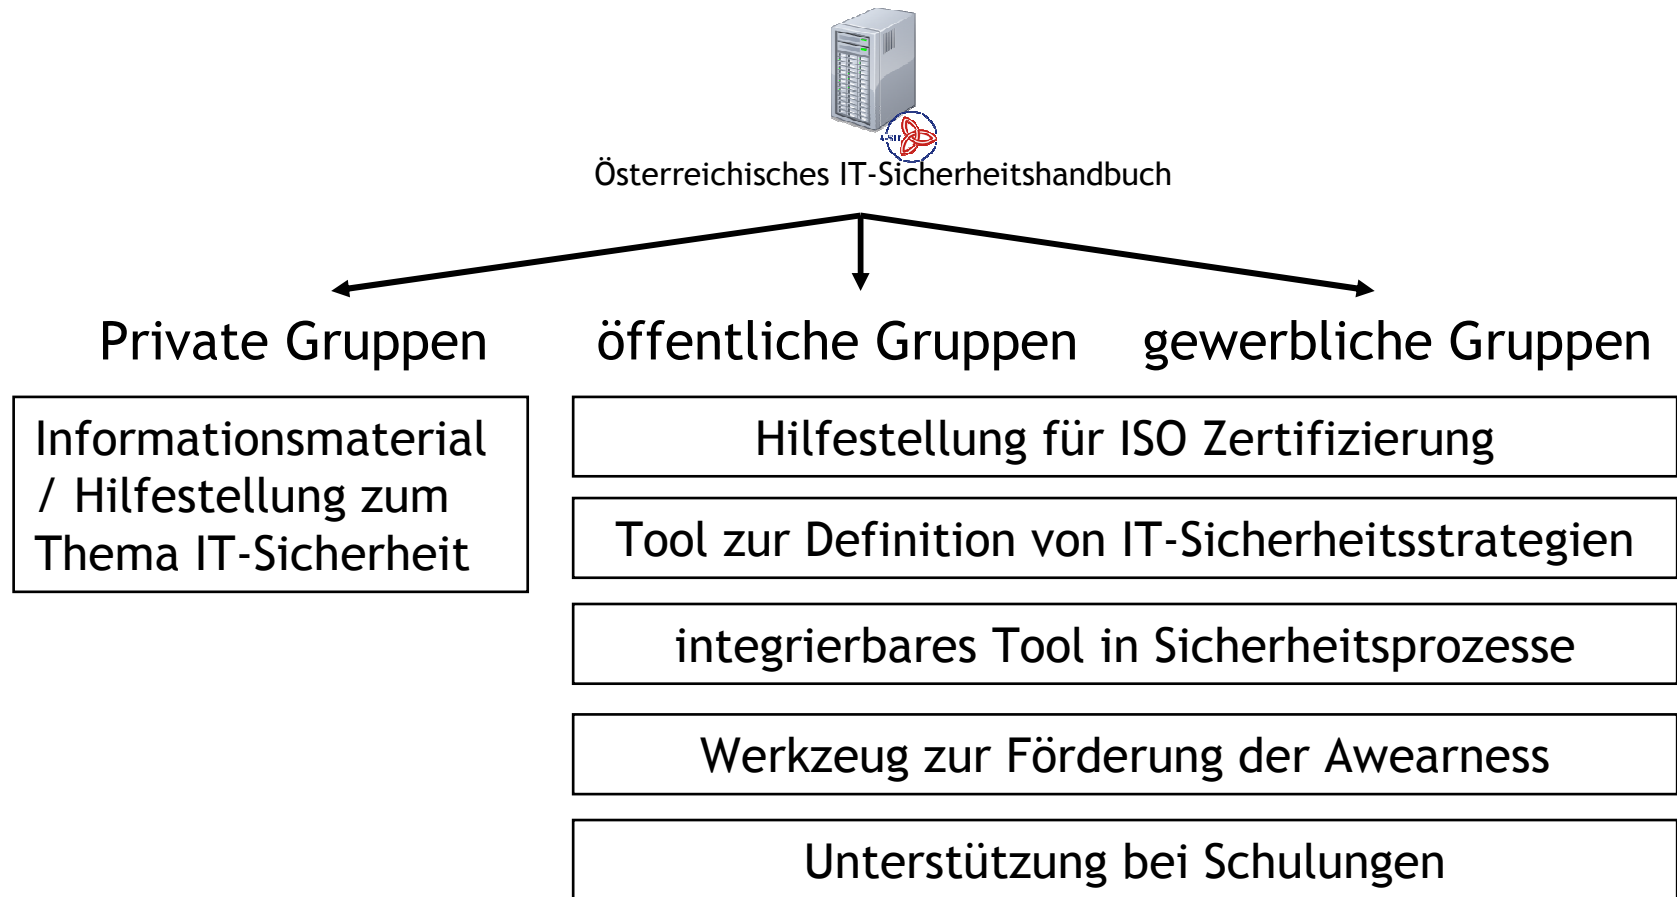 A-SIT
Österreichisches IT-Sicherheitshandbuch
Private Gruppen
öffentliche Gruppen
gewerbliche Gruppen
Informationsmaterial
/ Hilfestellung zum
Thema IT-Sicherheit
Hilfestellung für ISO Zertifizierung
Tool zur Definition von IT-Sicherheitsstrategien
integrierbares Tool in Sicherheitsprozesse
Werkzeug zur Förderung der Awearness
Unterstützung bei Schulungen